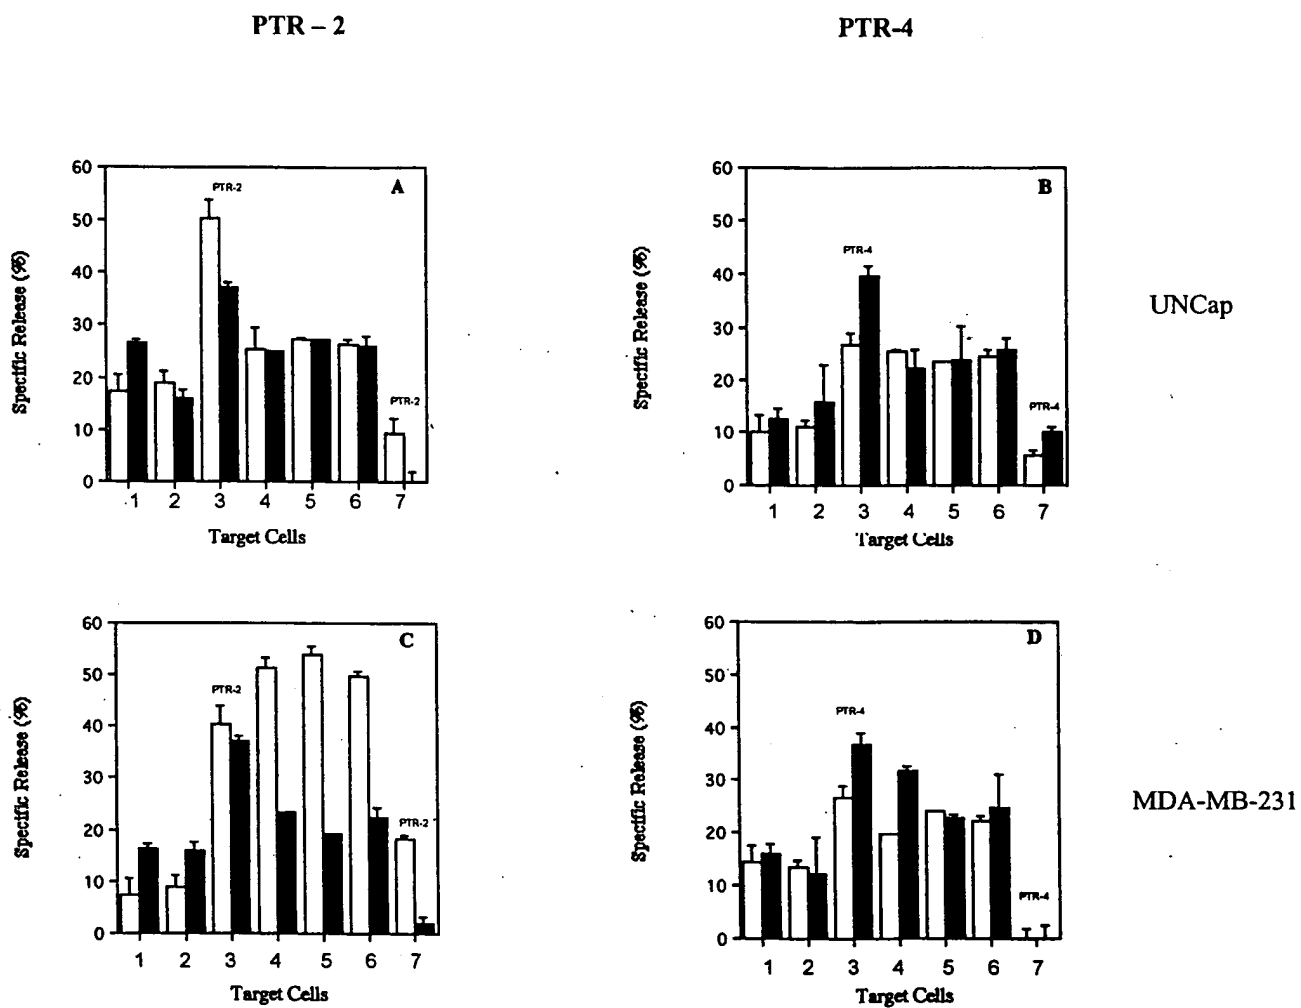 PTR – 2
PTR-4
60
50
40
30
20
10
0
Specific Release (%)
A
PTR-2
PTR-2
1 2 3 4 5 6 7
Target Cells
60
50
40
30
20
10
0
Specific Release (%)
B
PTR-4
PTR-4
1 2 3 4 5 6 7
Target Cells
UNCap
60
50
40
30
20
10
0
Specific Release (%)
C
PTR-2
PTR-2
1 2 3 4 5 6 7
Target Cells
60
50
40
30
20
10
0
Specific Release (%)
D
PTR-4
PTR-4
1 2 3 4 5 6 7
Target Cells
MDA-MB-231